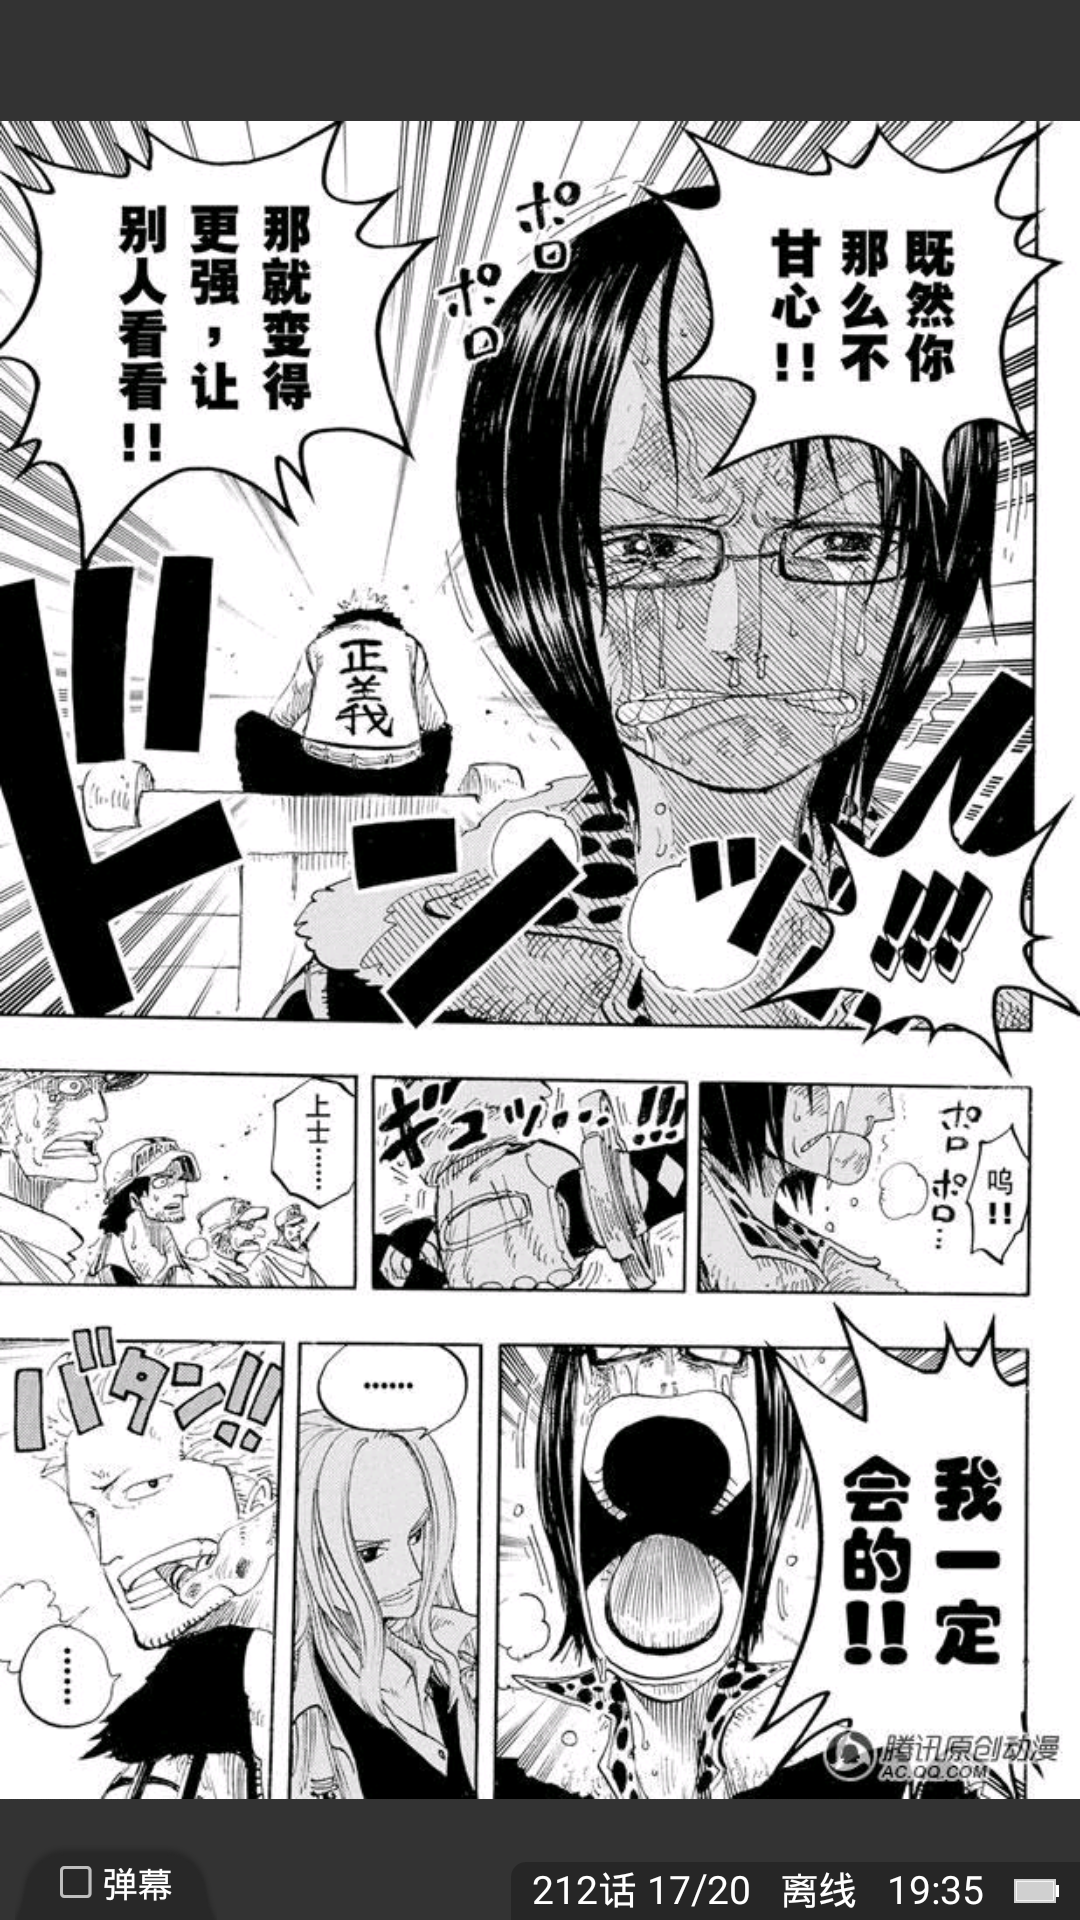 既然你
那么不
甘心!!
那就变得
更强，让
别人看看!!
ポロ
ポロ
正義
ドンッ
!!!
呜!!
ポロポロ…
ギュッ…!!!
上士……
MARINE
我一定
会的!!
……
バタン!!
……
腾讯原创动漫
AC.QQ.COM
弹幕
212话 17/20 离线 19:35